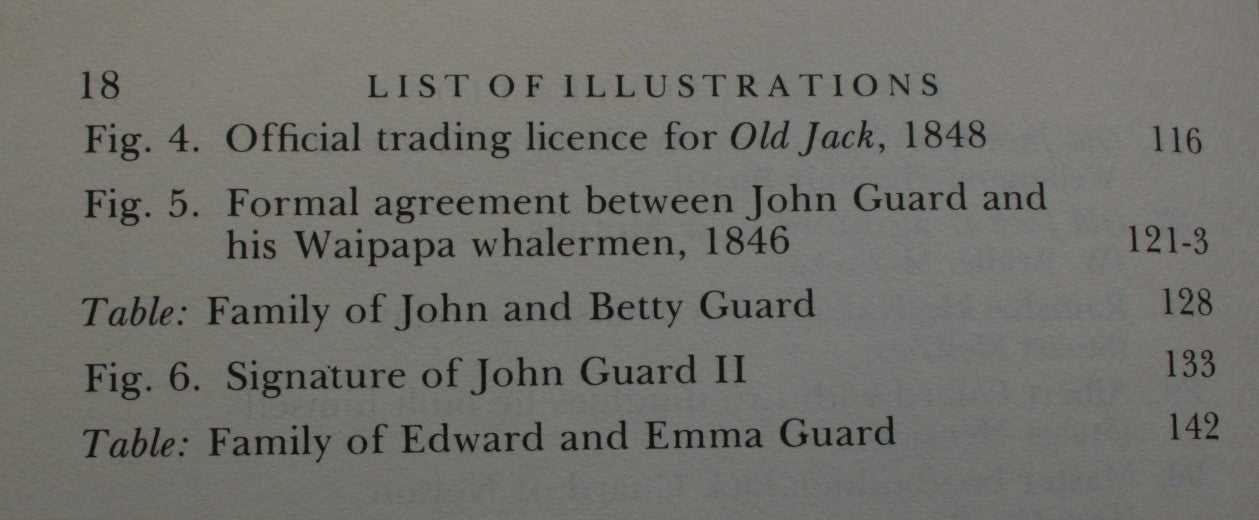 18 LIST OF ILLUSTRATIONS
Fig. 4. Official trading licence for Old Jack, 1848 116
Fig. 5. Formal agreement between John Guard and
his Waipapa whalermen, 1846 121-3
Table: Family of John and Betty Guard 128
Fig. 6. Signature of John Guard II 133
Table: Family of Edward and Emma Guard 142